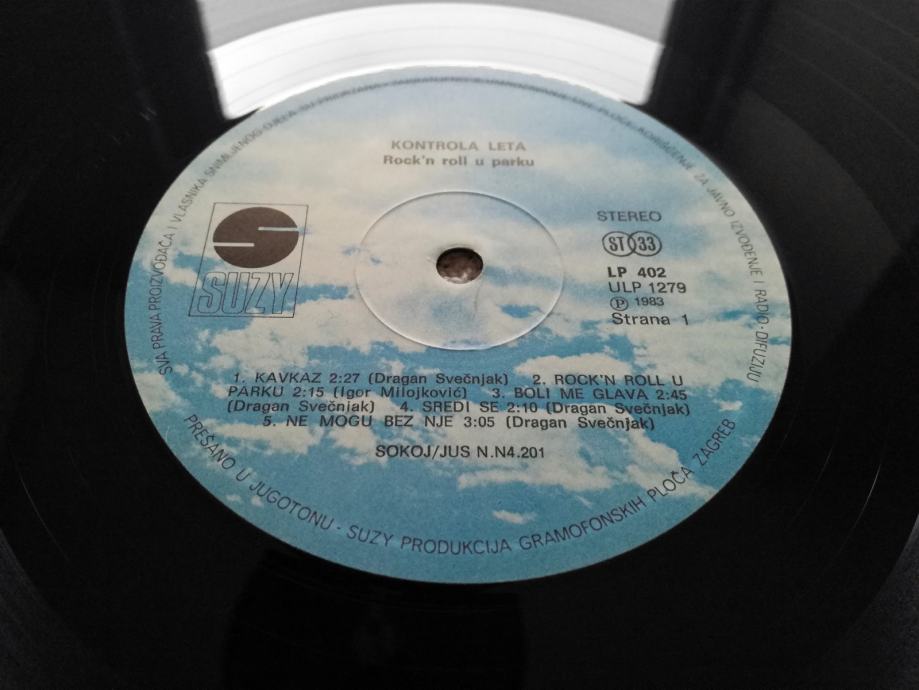 KONTROLA LETA
Rock'n roll u parku
SUZY
STEREO
ST 33
LP 402
ULP 1279
℗ 1983
Strana 1
1. KAVKAZ 2:27 (Dragan Svečnjak) 2. ROCK'N ROLL U
PARKU 2:15 (Igor Milojković) 3. BOLI ME GLAVA 2:45
(Dragan Svečnjak) 4. SREDI SE 2:10 (Dragan Svečnjak)
5. NE MOGU BEZ NJE 3:05 (Dragan Svečnjak)
SOKOJ/JUS N.N4.201
SVA PRAVA PROIZVOĐAČA I VLASNIKA SNIMLJENOG DJELA SU PLOČE. KORIŠĆENJE ZA JAVNO IZVOĐENJE I RADIO-DIFUZIJU
PREŠANO U JUGOTONU · SUZY PRODUKCIJA GRAMOFONSKIH PLOČA ZAGREB